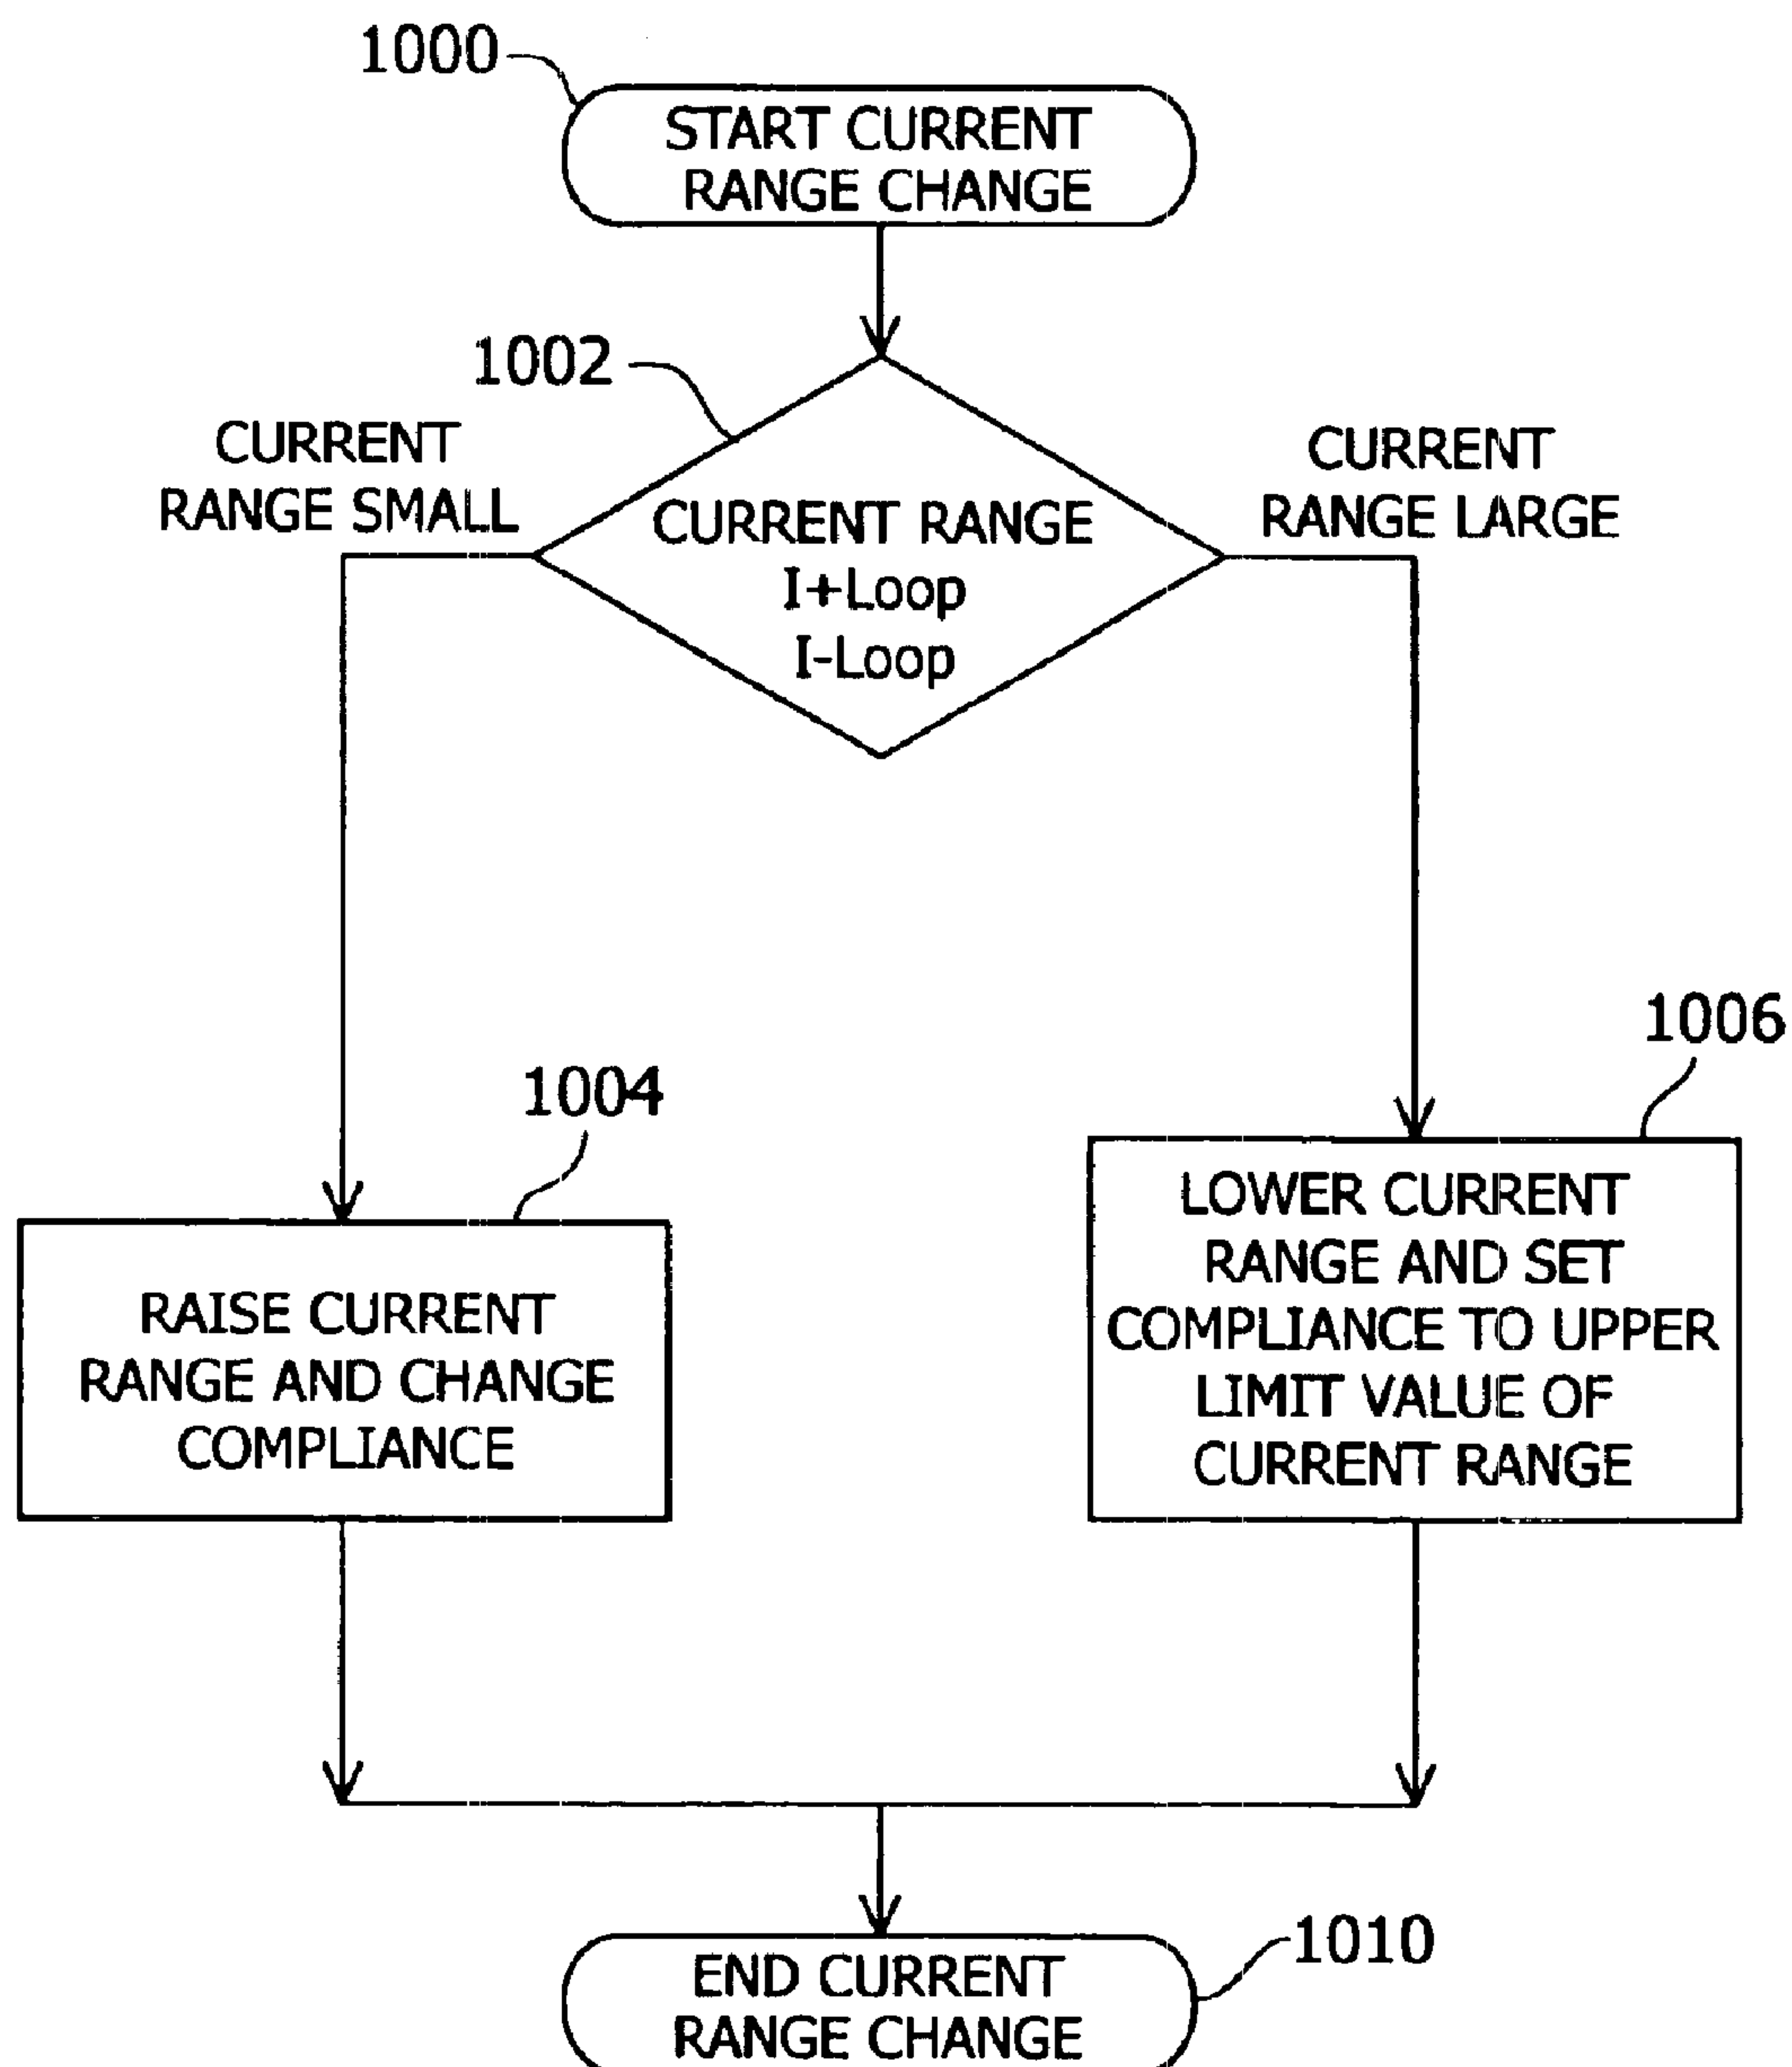 1000
START CURRENT
RANGE CHANGE
1002
CURRENT
RANGE SMALL
CURRENT RANGE
I+Loop
I-Loop
CURRENT
RANGE LARGE
1004
RAISE CURRENT
RANGE AND CHANGE
COMPLIANCE
1006
LOWER CURRENT
RANGE AND SET
COMPLIANCE TO UPPER
LIMIT VALUE OF
CURRENT RANGE
END CURRENT
RANGE CHANGE
1010